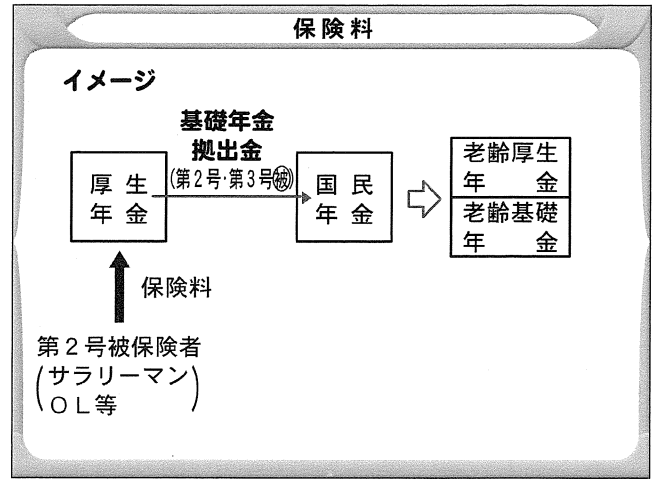 保険料
イメージ
基礎年金
拠出金
(第2号・第3号㊙)
厚生
年金
国民
年金
老齢厚生
年金
老齢基礎
年金
保険料
第2号被保険者
(サラリーマン
OL等)